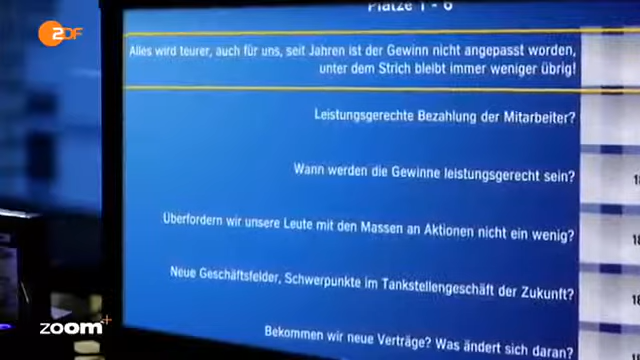 ZDF
Plätze 1 - 6
Alles wird teurer, auch für uns, seit Jahren ist der Gewinn nicht angepasst worden,
unter dem Strich bleibt immer weniger übrig!
Leistungsgerechte Bezahlung der Mitarbeiter?
Wann werden die Gewinne leistungsgerecht sein?
Überfordern wir unsere Leute mit den Massen an Aktionen nicht ein wenig?
Neue Geschäftsfelder, Schwerpunkte im Tankstellengeschäft der Zukunft?
Bekommen wir neue Verträge? Was ändert sich daran?
zoom+